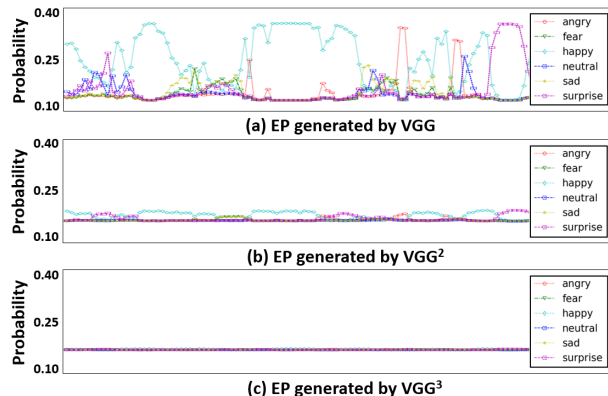 0.40
0.25
0.10
Probability
angry
fear
happy
neutral
sad
surprise
(a) EP generated by VGG
0.40
0.25
0.10
Probability
angry
fear
happy
neutral
sad
surprise
(b) EP generated by VGG²
0.40
0.25
0.10
Probability
angry
fear
happy
neutral
sad
surprise
(c) EP generated by VGG³